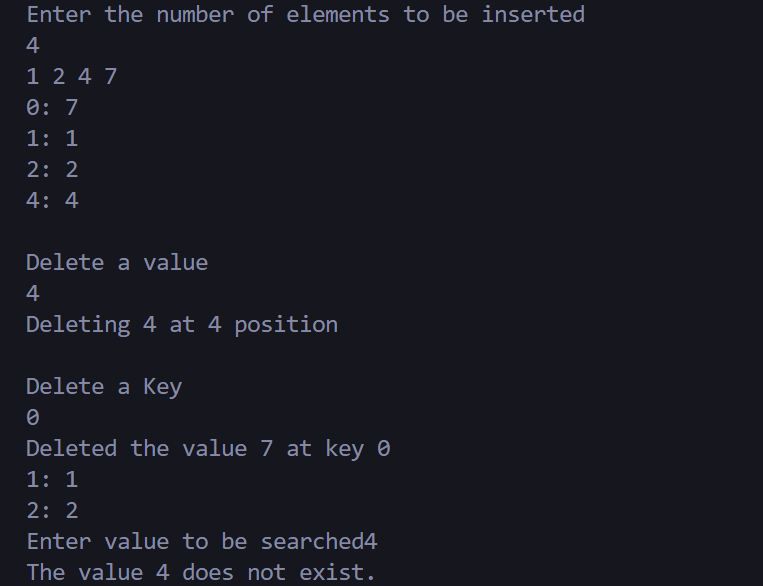 Enter the number of elements to be inserted
4
1 2 4 7
0: 7
1: 1
2: 2
4: 4
Delete a value
4
Deleting 4 at 4 position
Delete a Key
0
Deleted the value 7 at key 0
1: 1
2: 2
Enter value to be searched4
The value 4 does not exist.